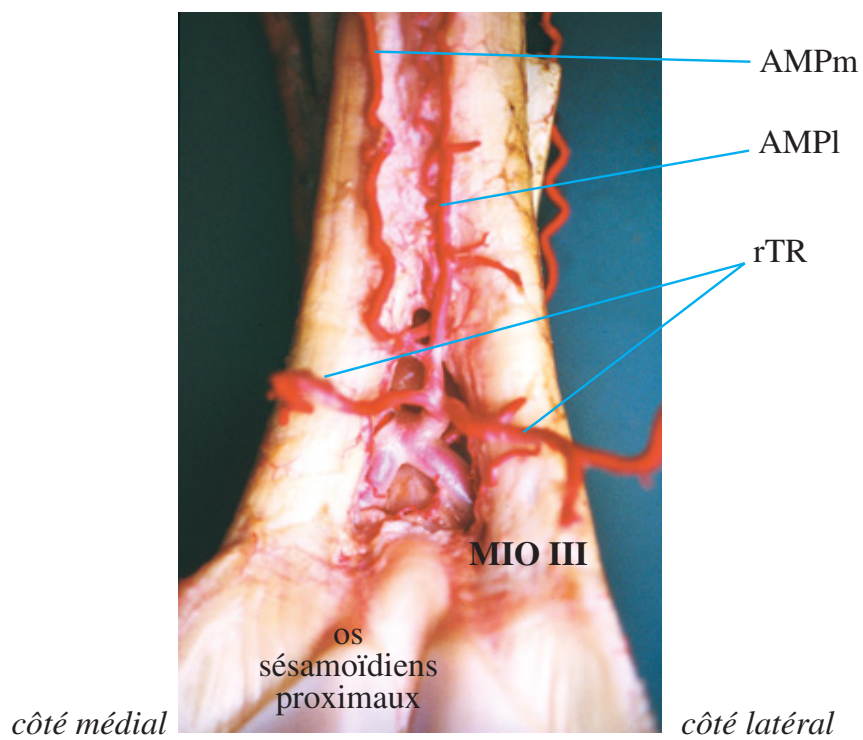 AMPm
AMPl
rTR
MIO III
os
sésamoïdiens
proximaux
côté médial
côté latéral